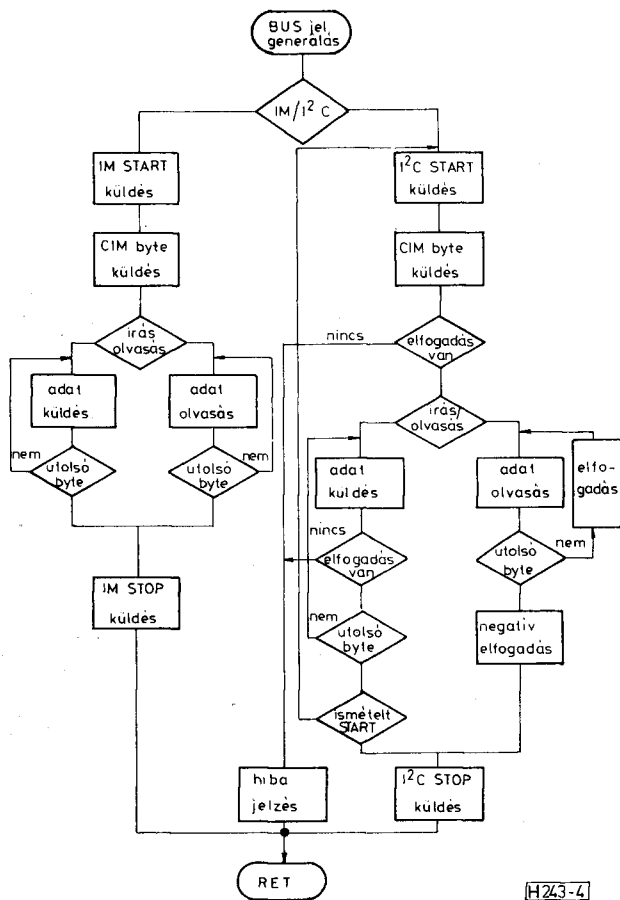 BUS jel
generálás
IM/I²C
IM START
küldés
CIM byte
küldés
írás
olvasás
adat
küldés
nem
utolsó
byte
adat
olvasás
nem
utolsó
byte
IM STOP
küldés
I²C START
küldés
CIM byte
küldés
nincs
elfogadás
van
írás/
olvasás
adat
küldés
nincs
elfogadás
van
nem
utolsó
byte
ismételt
START
adat
olvasás
elfo-
gadás
utolsó
byte
nem
negatív
elfogadás
hiba
jelzés
I²C STOP
küldés
RET
H243-4